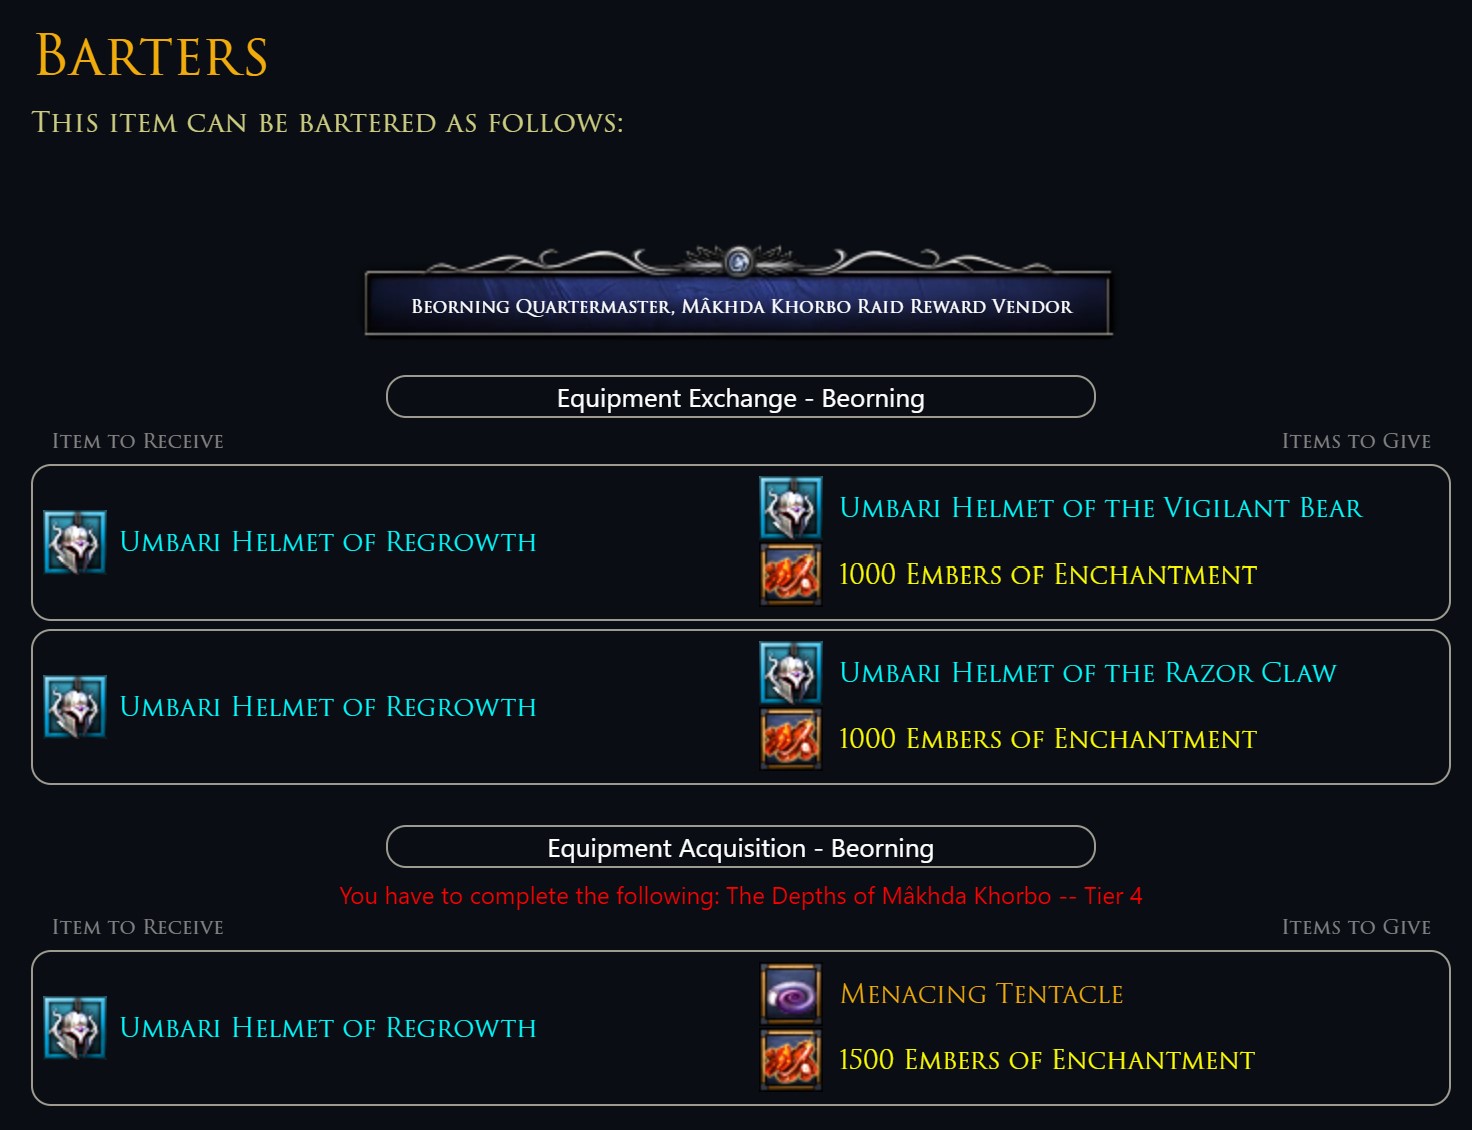 Barters
This item can be bartered as follows:
Beorning Quartermaster, Mâkhda Khorbo Raid Reward Vendor
Equipment Exchange - Beorning
Item to Receive
Items to Give
Umbari Helmet of Regrowth
Umbari Helmet of the Vigilant Bear
1000 Embers of Enchantment
Umbari Helmet of Regrowth
Umbari Helmet of the Razor Claw
1000 Embers of Enchantment
Equipment Acquisition - Beorning
You have to complete the following: The Depths of Mâkhda Khorbo -- Tier 4
Item to Receive
Items to Give
Umbari Helmet of Regrowth
Menacing Tentacle
1500 Embers of Enchantment